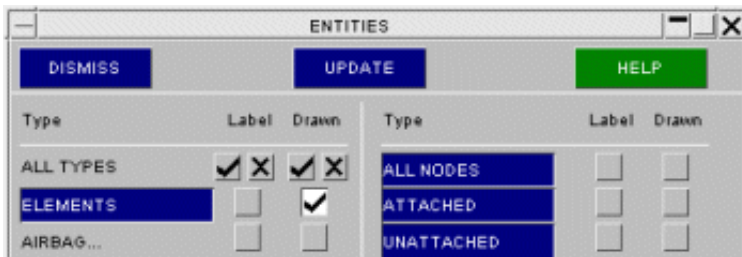 ENTITIES
DISMISS UPDATE HELP
Type Label Drawn Type Label Drawn
ALL TYPES ALL NODES
ELEMENTS ATTACHED
AIRBAG... UNATTACHED